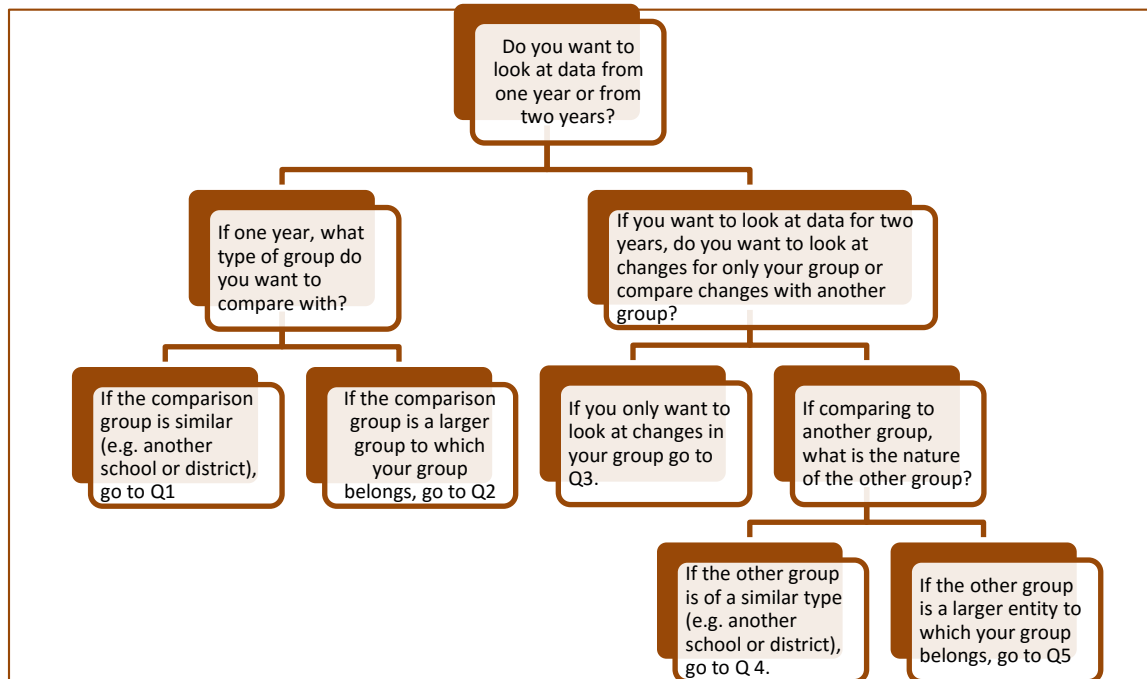 Do you want to
look at data from
one year or from
two years?
If one year, what
type of group do
you want to
compare with?
If you want to look at data for two
years, do you want to look at
changes for only your group or
compare changes with another
group?
If the comparison
group is similar
(e.g. another
school or district),
go to Q1
If the comparison
group is a larger
group to which
your group
belongs, go to Q2
If you only want to
look at changes in
your group go to
Q3.
If comparing to
another group,
what is the nature
of the other group?
If the other group
is of a similar type
(e.g. another
school or district),
go to Q 4.
If the other group
is a larger entity to
which your group
belongs, go to Q5